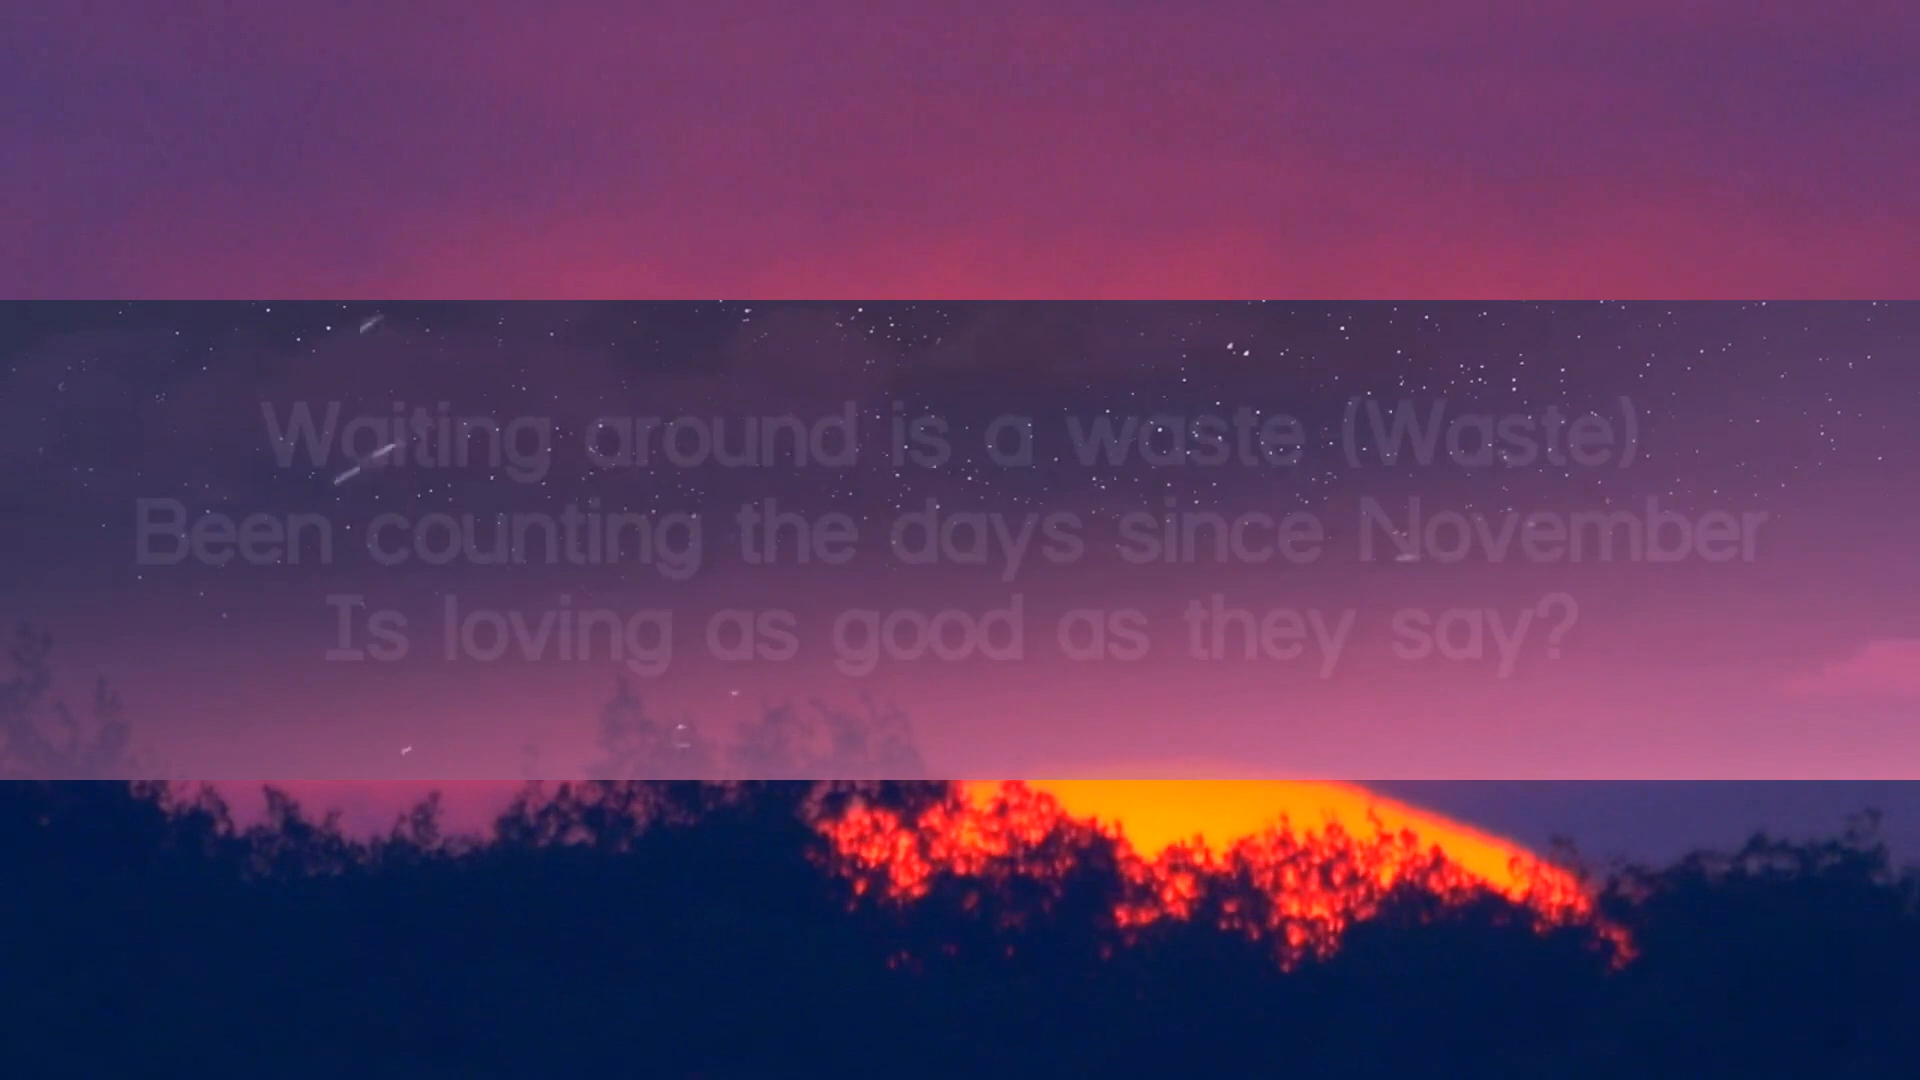 Waiting around is a waste (Waste)
Been counting the days since November
Is loving as good as they say?